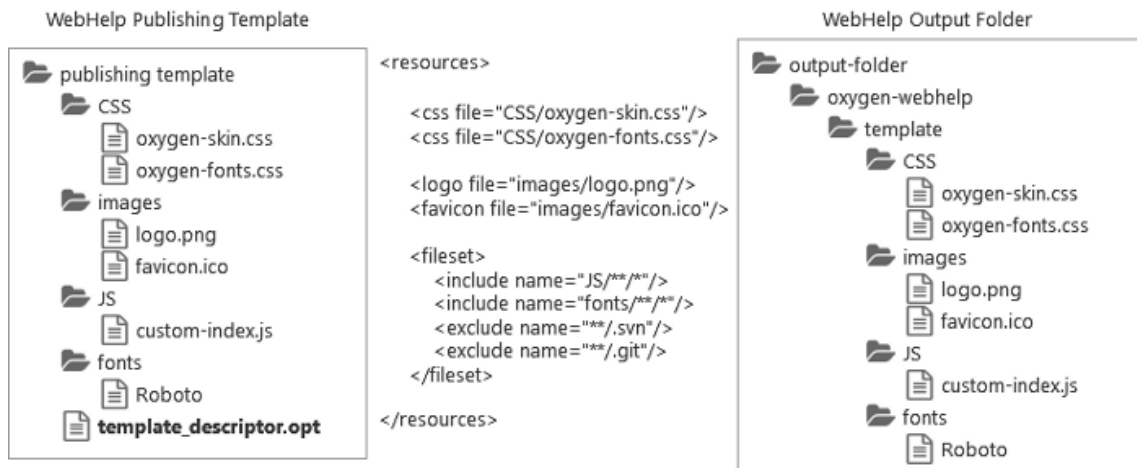 WebHelp Publishing Template
publishing template
CSS
oxygen-skin.css
oxygen-fonts.css
images
logo.png
favicon.ico
JS
custom-index.js
fonts
Roboto
template_descriptor.opt
<resources>
<css file="CSS/oxygen-skin.css"/>
<css file="CSS/oxygen-fonts.css"/>
<logo file="images/logo.png"/>
<favicon file="images/favicon.ico"/>
<fileset>
<include name="JS/**/*"/>
<include name="fonts/**/*"/>
<exclude name="**/.svn"/>
<exclude name="**/.git"/>
</fileset>
</resources>
WebHelp Output Folder
output-folder
oxygen-webhelp
template
CSS
oxygen-skin.css
oxygen-fonts.css
images
logo.png
favicon.ico
JS
custom-index.js
fonts
Roboto